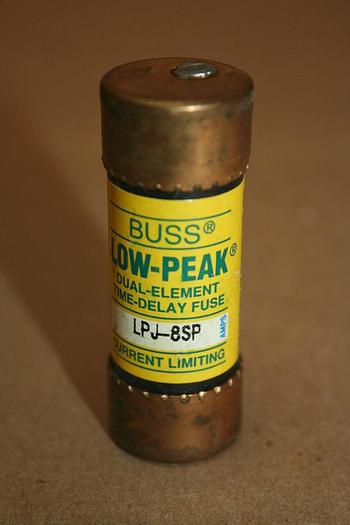 BUSS®
LOW-PEAK®
DUAL-ELEMENT
TIME-DELAY FUSE
LPJ-8SP AMPS
CURRENT LIMITING